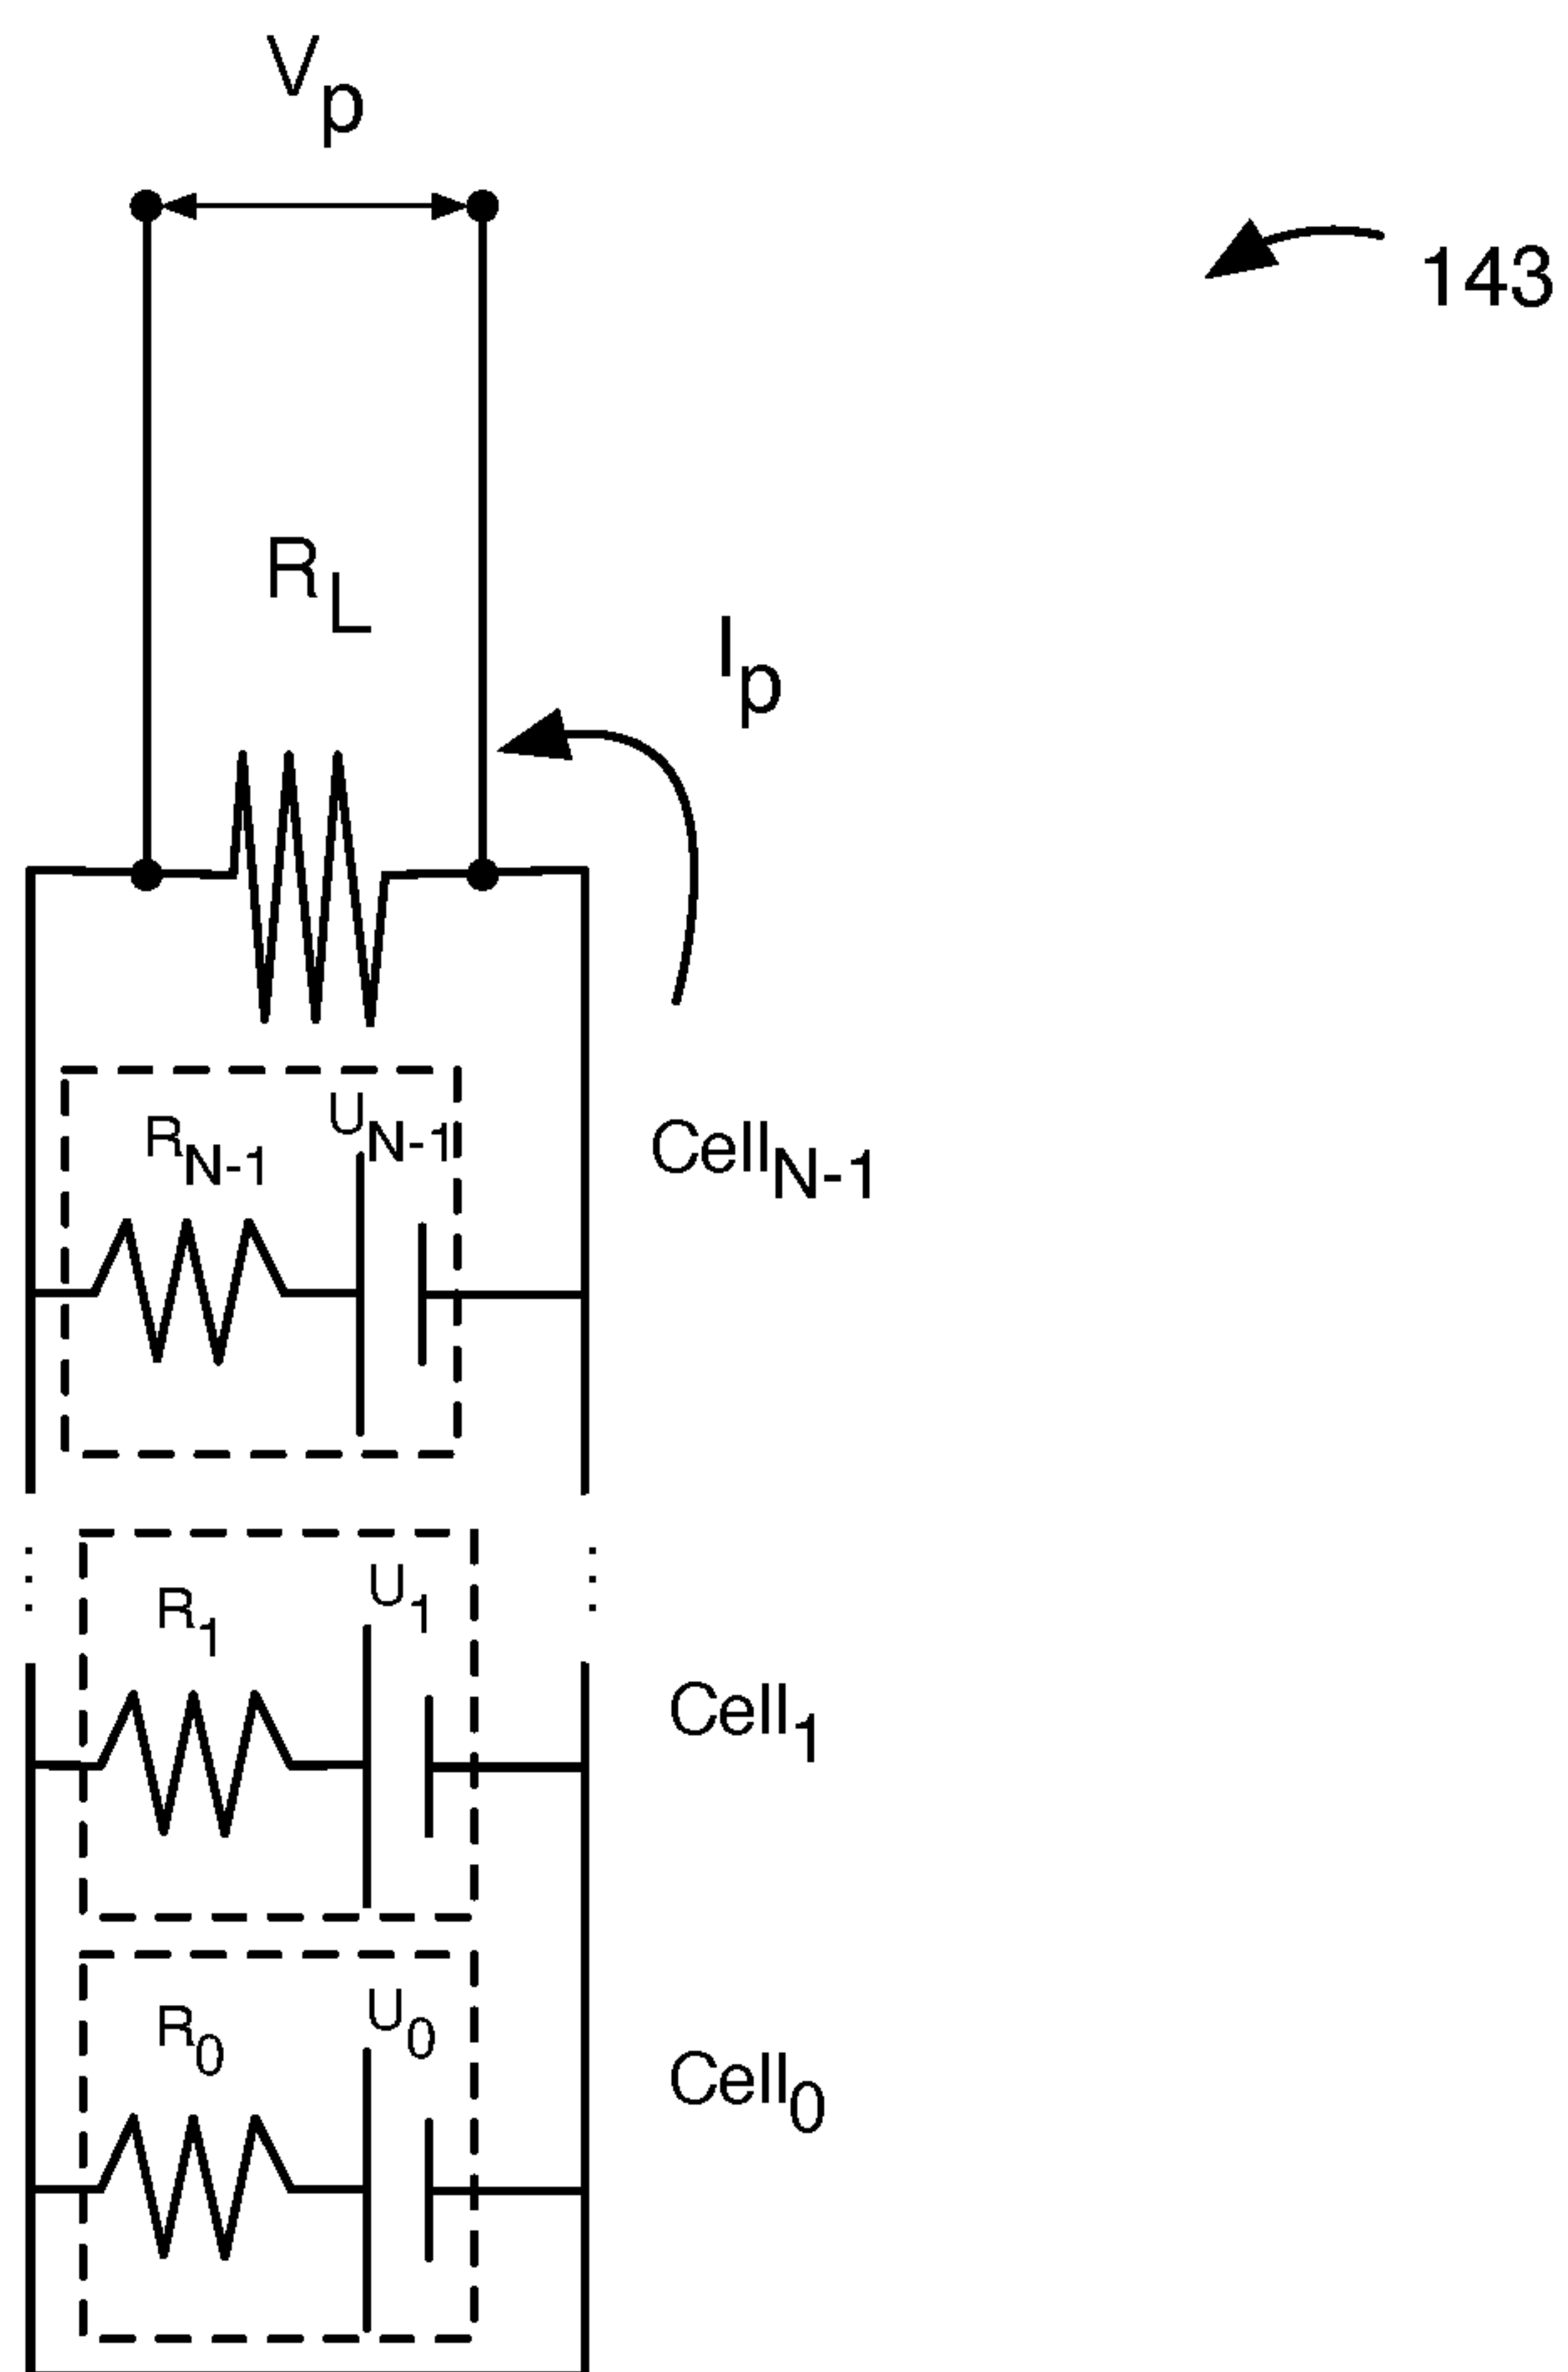 Vp
143
RL
Ip
RN-1 UN-1
CellN-1
R1 U1
Cell1
R0 U0
Cell0